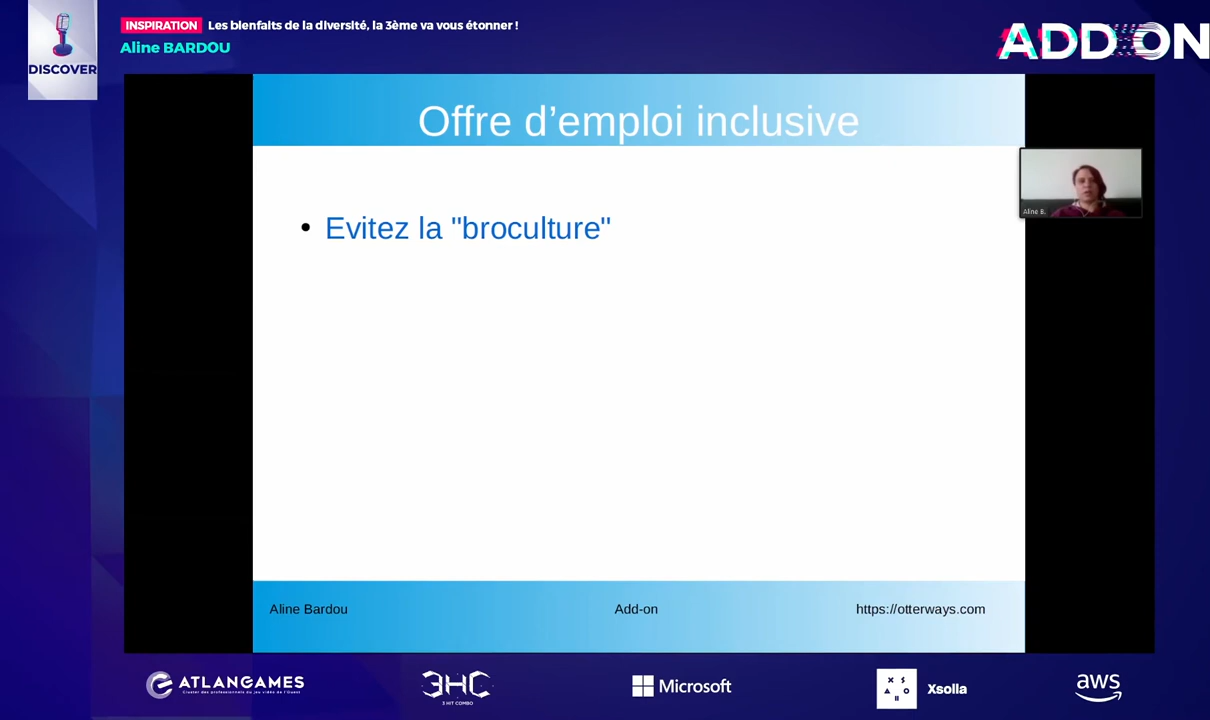 INSPIRATION Les bienfaits de la diversité, la 3ème va vous étonner !
Aline BARDOU
DISCOVER
ADD-ON
Offre d’emploi inclusive
Aline B.
• Evitez la "broculture"
Aline Bardou Add-on https://otterways.com
ATLANGAMES
Cluster des professionnels du jeu vidéo de l'Ouest
3HC
3 HIT COMBO
Microsoft
XSOLLA
Xsolla
aws